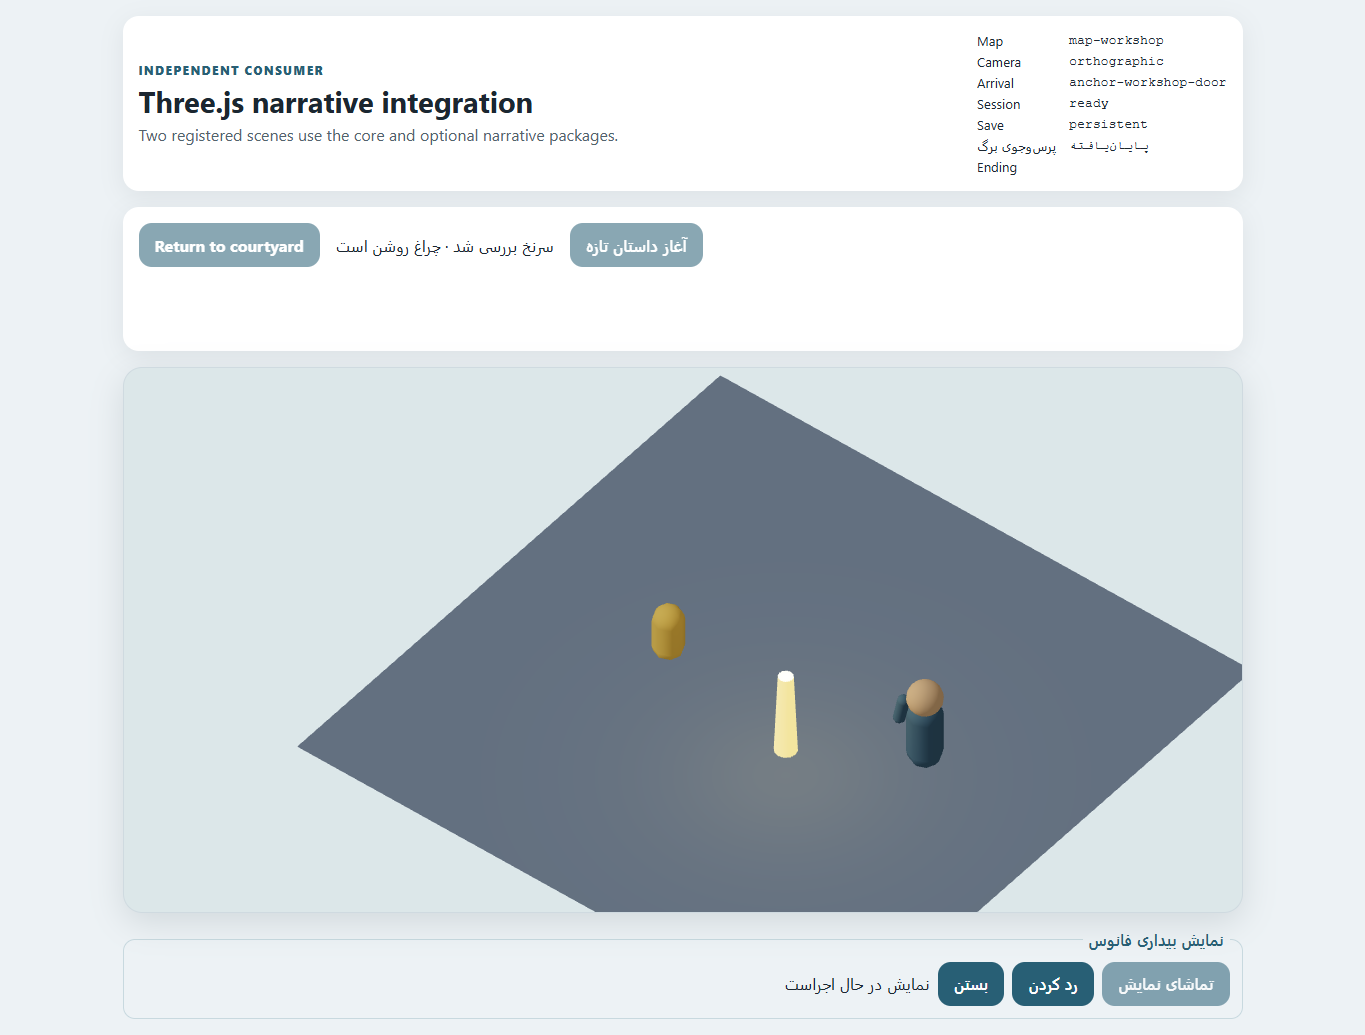 INDEPENDENT CONSUMER
Three.js narrative integration
Two registered scenes use the core and optional narrative packages.
Map map-workshop
Camera orthographic
Arrival anchor-workshop-door
Session ready
Save persistent
پرس‌وجوی برگ پایان‌یافته
Ending
Return to courtyard
سرنخ بررسی شد · چراغ روشن است
آغاز داستان تازه
نمایش بیداری فانوس
تماشای نمایش
رد کردن
بستن
نمایش در حال اجراست